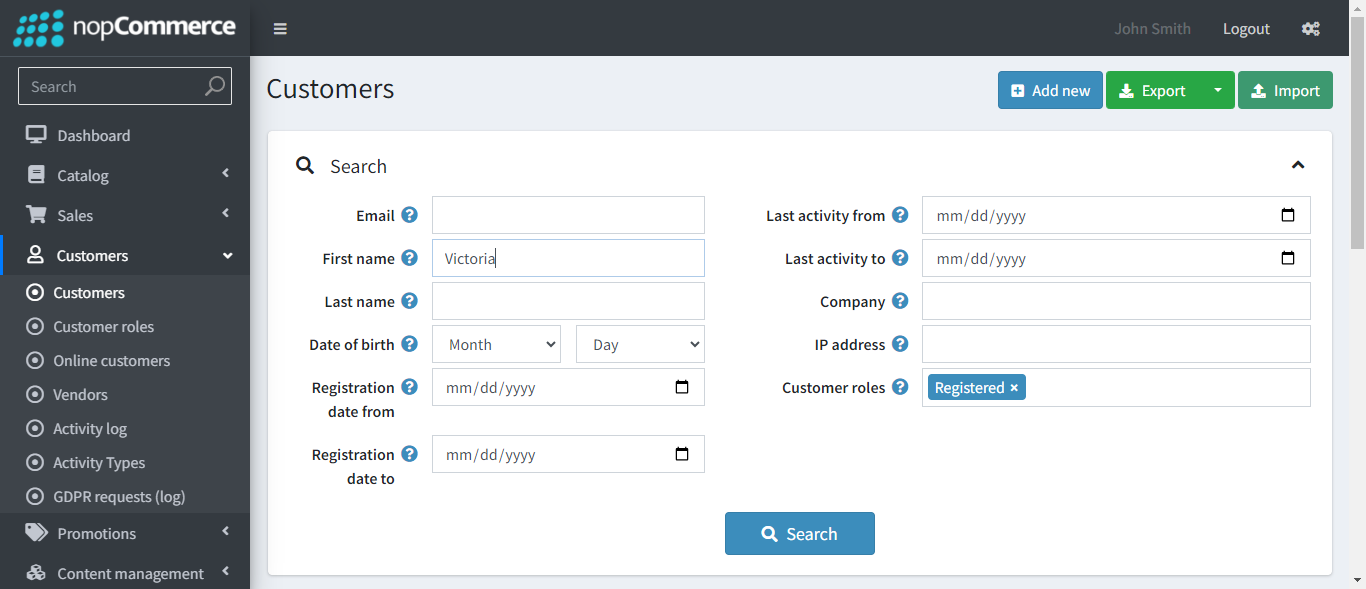 nopCommerce
John Smith
Logout
Search
Dashboard
Catalog
Sales
Customers
Customers
Customer roles
Online customers
Vendors
Activity log
Activity Types
GDPR requests (log)
Promotions
Content management
Customers
Add new
Export
Import
Search
Email ?
First name ? Victoria
Last name ?
Date of birth ? Month Day
Registration ? mm/dd/yyyy
date from
Registration ? mm/dd/yyyy
date to
Last activity from ? mm/dd/yyyy
Last activity to ? mm/dd/yyyy
Company ?
IP address ?
Customer roles ? Registered ×
Search